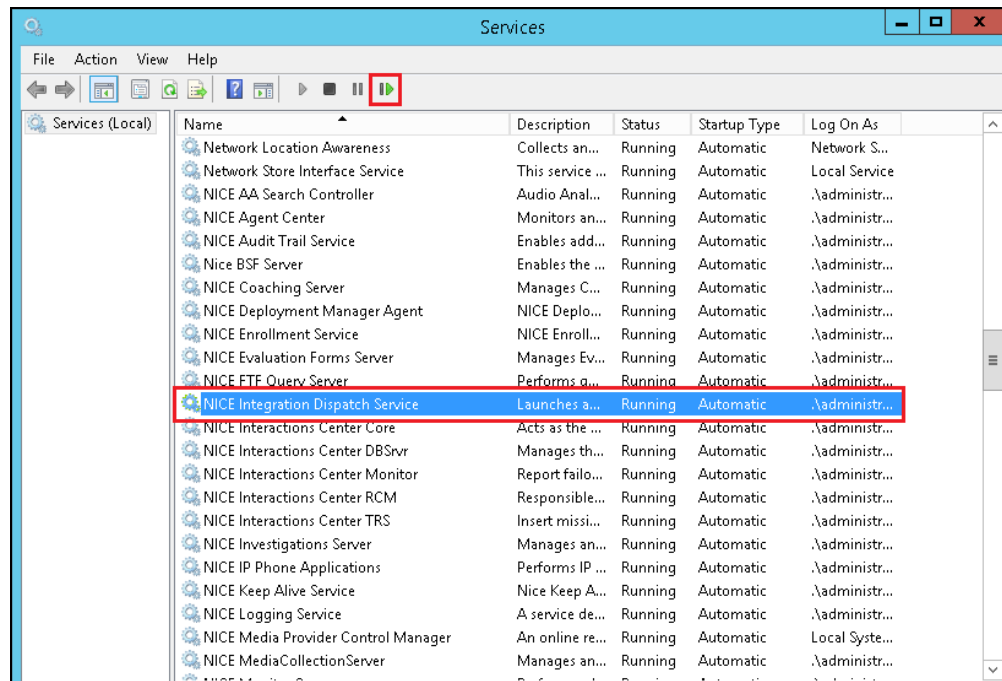 Services
File Action View Help
Services (Local)
Name Description Status Startup Type Log On As
Network Location Awareness Collects an... Running Automatic Network S...
Network Store Interface Service This service ... Running Automatic Local Service
NICE AA Search Controller Audio Anal... Running Automatic .\administr...
NICE Agent Center Monitors an... Running Automatic .\administr...
NICE Audit Trail Service Enables add... Running Automatic .\administr...
Nice BSF Server Enables the ... Running Automatic .\administr...
NICE Coaching Server Manages C... Running Automatic .\administr...
NICE Deployment Manager Agent NICE Deplo... Running Automatic .\administr...
NICE Enrollment Service NICE Enroll... Running Automatic .\administr...
NICE Evaluation Forms Server Manages Ev... Running Automatic .\administr...
NICE FTF Query Server Performs q... Running Automatic .\administr...
NICE Integration Dispatch Service Launches a... Running Automatic .\administr...
NICE Interactions Center Core Acts as the ... Running Automatic .\administr...
NICE Interactions Center DBSrvr Manages th... Running Automatic .\administr...
NICE Interactions Center Monitor Report failo... Running Automatic .\administr...
NICE Interactions Center RCM Responsible... Running Automatic .\administr...
NICE Interactions Center TRS Insert missi... Running Automatic .\administr...
NICE Investigations Server Manages an... Running Automatic .\administr...
NICE IP Phone Applications Performs IP ... Running Automatic .\administr...
NICE Keep Alive Service Nice Keep A... Running Automatic .\administr...
NICE Logging Service A service de... Running Automatic .\administr...
NICE Media Provider Control Manager An online re... Running Automatic Local Syste...
NICE MediaCollectionServer Manages an... Running Automatic .\administr...